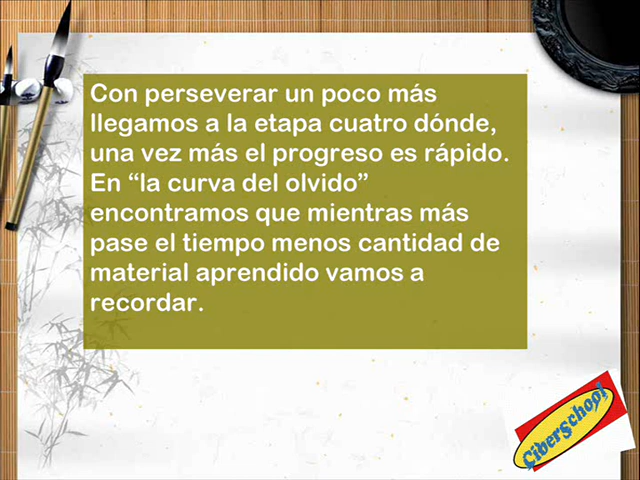 Con perseverar un poco más
llegamos a la etapa cuatro dónde,
una vez más el progreso es rápido.
En “la curva del olvido”
encontramos que mientras más
pase el tiempo menos cantidad de
material aprendido vamos a
recordar.
CiberSchool